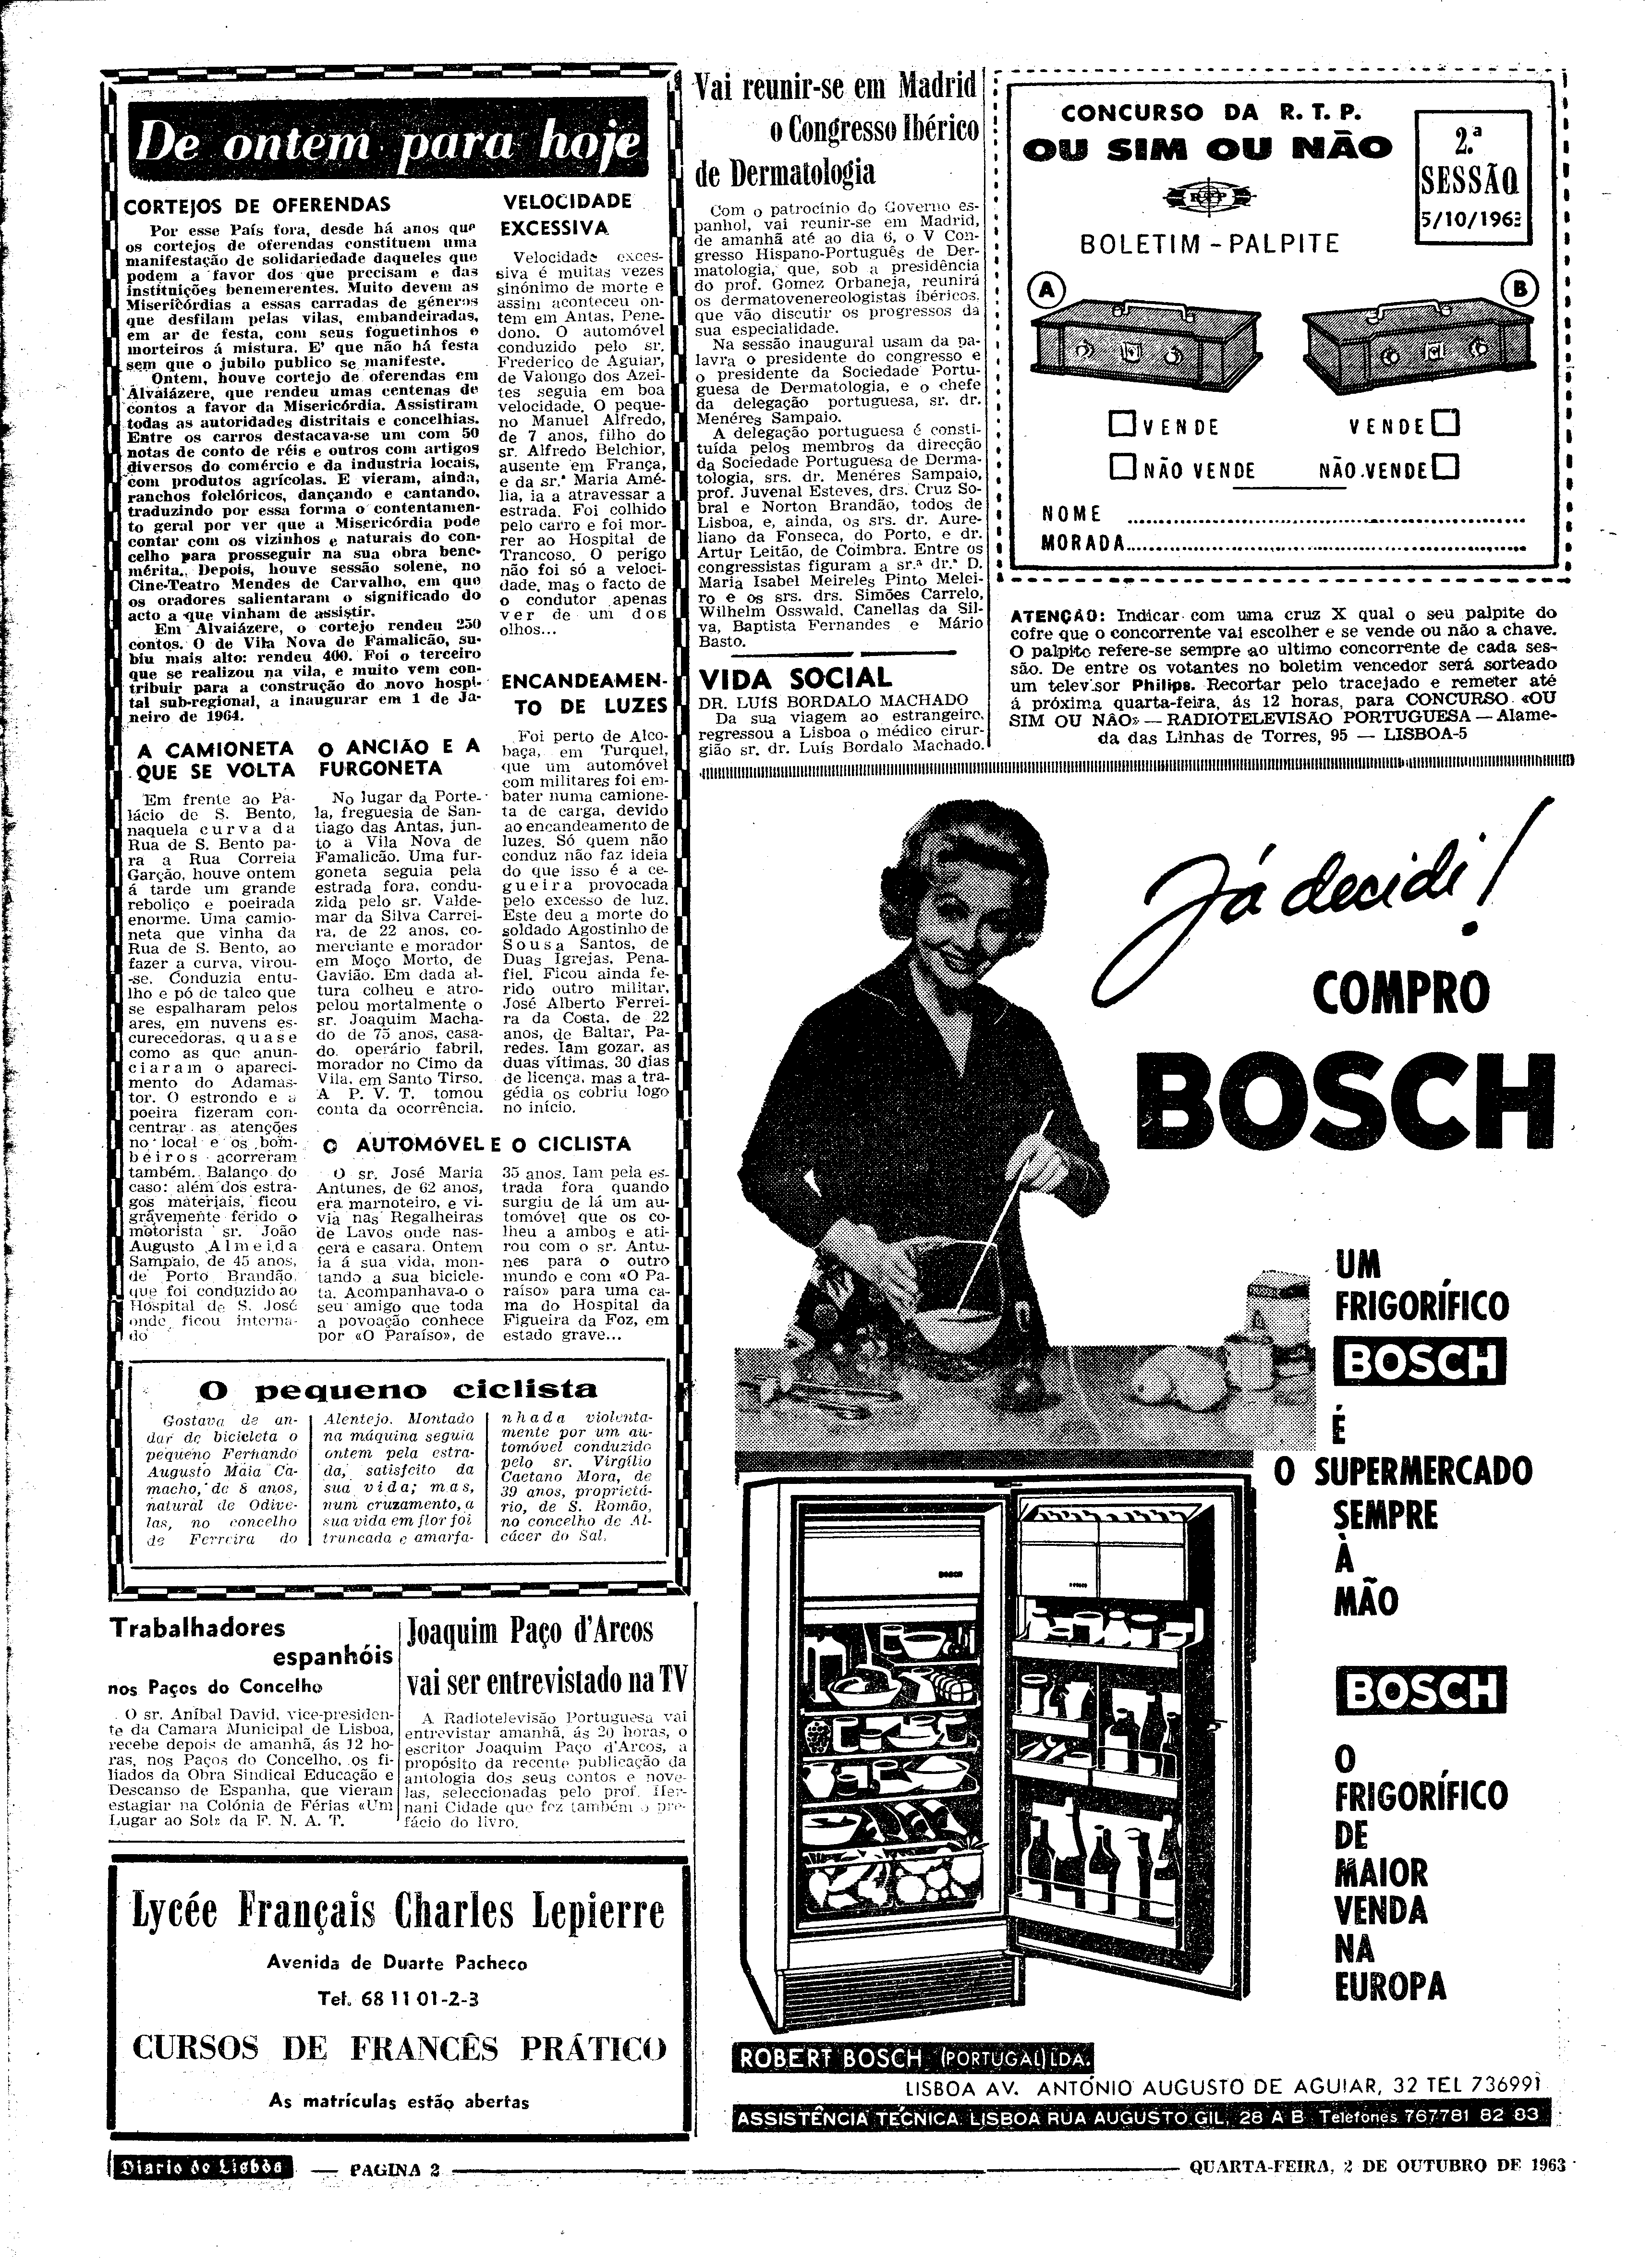 De ontem para hoje
CORTEJOS DE OFERENDAS
Por esse País fora, desde há anos que
os cortejos de oferendas constituem uma
manifestação de solidariedade daqueles que
podem a favor dos que precisam e das
instituições benemerentes. Muito devem as
Misericórdias a essas carradas de géneros
que desfilam pelas vilas, embandeiradas,
em ar de festa, com seus foguetinhos e
morteiros á mistura. E' que não há festa
sem que o jubilo publico se manifeste.
Ontem, houve cortejo de oferendas em
Alvaiázere, que rendeu umas centenas de
contos a favor da Misericórdia. Assistiram
todas as autoridades distritais e concelhias.
Entre os carros destacava-se um com 50
notas de conto de réis e outros com artigos
diversos do comércio e da industria locais,
com produtos agrícolas. E vieram, ainda,
ranchos folclóricos, dançando e cantando,
traduzindo por essa forma o contentamen-
to geral por ver que a Misericórdia pode
contar com os vizinhos e naturais do con-
celho para prosseguir na sua obra bene-
mérita. Depois, houve sessão solene, no
Cine-Teatro Mendes de Carvalho, em que
os oradores salientaram o significado do
acto a que vinham de assistir.
Em Alvaiázere, o cortejo rendeu 250
contos. O de Vila Nova de Famalicão, su-
biu mais alto: rendeu 400. Foi o terceiro
que se realizou na vila, e muito vem con-
tribuir para a construção do novo hospi-
tal sub-regional, a inaugurar em 1 de Ja-
neiro de 1964.
VELOCIDADE
EXCESSIVA
Velocidade exces-
siva é muitas vezes
sinónimo de morte e
assim aconteceu on-
tem em Antas, Pene-
dono. O automóvel
conduzido pelo sr.
Frederico de Aguiar,
de Valongo dos Azei-
tes seguia em boa
velocidade. O peque-
no Manuel Alfredo,
de 7 anos, filho do
sr. Alfredo Belchior,
ausente em França,
e da sr.ª Maria Amé-
lia, ia a atravessar a
estrada. Foi colhido
pelo carro e foi mor-
rer ao Hospital de
Trancoso. O perigo
não foi só a veloci-
dade, mas o facto de
o condutor apenas
ver de um dos
olhos...
ENCANDEAMEN-
TO DE LUZES
Foi perto de Alco-
baça, em Turquel,
que um automóvel
com militares foi em-
bater numa camione-
ta de carga, devido
ao encandeamento de
luzes. Só quem não
conduz não faz ideia
do que isso é a ce-
gueira provocada
pelo excesso de luz.
Este deu a morte do
soldado Agostinho de
Sousa Santos, de
Duas Igrejas, Pena-
fiel. Ficou ainda fe-
rido outro militar,
José Alberto Ferrei-
ra da Costa, de 22
anos, de Baltar, Pa-
redes. Iam gozar, as
duas vítimas, 30 dias
de licença, mas a tra-
gédia os cobriu logo
no início.
A CAMIONETA
QUE SE VOLTA
Em frente ao Pa-
lácio de S. Bento,
naquela curva da
Rua de S. Bento pa-
ra a Rua Correia
Garção, houve ontem
á tarde um grande
reboliço e poeirada
enorme. Uma camio-
neta que vinha da
Rua de S. Bento, ao
fazer a curva, virou-
-se. Conduzia entu-
lho e pó de talco que
se espalharam pelos
ares, em nuvens es-
curecedoras, quase
como as que anun-
ciaram o apareci-
mento do Adamas-
tor. O estrondo e a
poeira fizeram con-
centrar as atenções
no local e os bom-
beiros acorreram
também. Balanço do
caso: além dos estra-
gos materiais, ficou
gravemente ferido o
motorista sr. João
Augusto Almeida
Sampaio, de 45 anos,
de Porto Brandão,
que foi conduzido ao
Hospital de S. José
onde ficou interna-
do
O ANCIÃO E A
FURGONETA
No lugar da Porte-
la, freguesia de San-
tiago das Antas, jun-
to a Vila Nova de
Famalicão. Uma fur-
goneta seguia pela
estrada fora, condu-
zida pelo sr. Valde-
mar da Silva Carrei-
ra, de 22 anos, co-
merciante e morador
em Moço Morto, de
Gavião. Em dada al-
tura colheu e atro-
pelou mortalmente o
sr. Joaquim Macha-
do de 75 anos, casa-
do, operário fabril,
morador no Cimo da
Vila, em Santo Tirso.
A P. V. T. tomou
conta da ocorrência.
O AUTOMÓVEL E O CICLISTA
O sr. José Maria
Antunes, de 62 anos,
era marnoteiro, e vi-
via nas Regalheiras
de Lavos onde nas-
cera e casara. Ontem
ia á sua vida, mon-
tando a sua bicicle-
ta. Acompanhava-o o
seu amigo que toda
a povoação conhece
por «O Paraíso», de
35 anos. Iam pela es-
trada fora quando
surgiu de lá um au-
tomóvel que os co-
lheu a ambos e ati-
rou com o sr. Antu-
nes para o outro
mundo e com «O Pa-
raíso» para uma ca-
ma do Hospital da
Figueira da Foz, em
estado grave...
O pequeno ciclista
Gostava de an-
dar de bicicleta o
pequeno Fernando
Augusto Maia Ca-
macho, de 8 anos,
natural de Odive-
las, no concelho
de Ferreira do
Alentejo. Montado
na máquina seguia
ontem pela estra-
da, satisfeito da
sua vida; mas,
num cruzamento, a
sua vida em flor foi
truncada e amarfa-
nhada violenta-
mente por um au-
tomóvel conduzido
pelo sr. Virgílio
Caetano Mora, de
39 anos, proprietá-
rio, de S. Romão,
no concelho de Al-
cácer do Sal.
Trabalhadores
espanhóis
nos Paços do Concelho
O sr. Aníbal David, vice-presiden-
te da Camara Municipal de Lisboa,
recebe depois de amanhã, ás 12 ho-
ras, nos Paços do Concelho, os fi-
liados da Obra Sindical Educação e
Descanso de Espanha, que vieram
estagiar na Colónia de Férias «Um
Lugar ao Sol» da F. N. A. T.
Joaquim Paço d'Arcos
vai ser entrevistado na TV
A Radiotelevisão Portuguesa vai
entrevistar amanhã, ás 20 horas, o
escritor Joaquim Paço d'Arcos, a
propósito da recente publicação da
antologia dos seus contos e nove-
las, seleccionadas pelo prof. Her-
nani Cidade que fez também o pre-
fácio do livro.
Lycée Français Charles Lepierre
Avenida de Duarte Pacheco
Tel. 68 11 01-2-3
CURSOS DE FRANCÊS PRÁTICO
As matrículas estão abertas
Vai reunir-se em Madrid
o Congresso Ibérico
de Dermatologia
Com o patrocínio do Governo es-
panhol, vai reunir-se em Madrid,
de amanhã até ao dia 6, o V Con-
gresso Hispano-Português de Der-
matologia, que, sob a presidência
do prof. Gomez Orbaneja, reunirá
os dermatovenereologistas ibéricos,
que vão discutir os progressos da
sua especialidade.
Na sessão inaugural usam da pa-
lavra o presidente do congresso e
o presidente da Sociedade Portu-
guesa de Dermatologia, e o chefe
da delegação portuguesa, sr. dr.
Menéres Sampaio.
A delegação portuguesa é consti-
tuída pelos membros da direcção
da Sociedade Portuguesa de Derma-
tologia, srs. dr. Menéres Sampaio,
prof. Juvenal Esteves, drs. Cruz So-
bral e Norton Brandão, todos de
Lisboa, e, ainda, os srs. dr. Aure-
liano da Fonseca, do Porto, e dr.
Artur Leitão, de Coimbra. Entre os
congressistas figuram a sr.ª dr.ª D.
Maria Isabel Meireles Pinto Melei-
ro e os srs. drs. Simões Carrelo,
Wilhelm Osswald, Canellas da Sil-
va, Baptista Fernandes e Mário
Basto.
VIDA SOCIAL
DR. LUÍS BORDALO MACHADO
Da sua viagem ao estrangeiro,
regressou a Lisboa o médico cirur-
gião sr. dr. Luís Bordalo Machado.
CONCURSO DA R. T. P.
OU SIM OU NÃO
RTP
BOLETIM - PALPITE
2.ª
SESSÃO
5/10/1963
A
B
VENDE
VENDE
NÃO VENDE
NÃO VENDE
NOME
MORADA
ATENÇÃO: Indicar com uma cruz X qual o seu palpite do
cofre que o concorrente vai escolher e se vende ou não a chave.
O palpite refere-se sempre ao ultimo concorrente de cada ses-
são. De entre os votantes no boletim vencedor será sorteado
um televisor Philips. Recortar pelo tracejado e remeter até
á próxima quarta-feira, ás 12 horas, para CONCURSO «OU
SIM OU NÃO» — RADIOTELEVISÃO PORTUGUESA — Alame-
da das Linhas de Torres, 95 — LISBOA-5
Já decidi!
COMPRO
BOSCH
UM
FRIGORÍFICO
BOSCH
É
O SUPERMERCADO
SEMPRE
À
MÃO
BOSCH
O
FRIGORÍFICO
DE
MAIOR
VENDA
NA
EUROPA
ROBERT BOSCH (PORTUGAL) LDA.
LISBOA AV. ANTÓNIO AUGUSTO DE AGUIAR, 32 TEL 736991
ASSISTÊNCIA TÉCNICA LISBOA RUA AUGUSTO GIL, 28 A B Telefones 767781 82 83
Diario de Lisbôa — PAGINA 2 — QUARTA-FEIRA, 2 DE OUTUBRO DE 1963